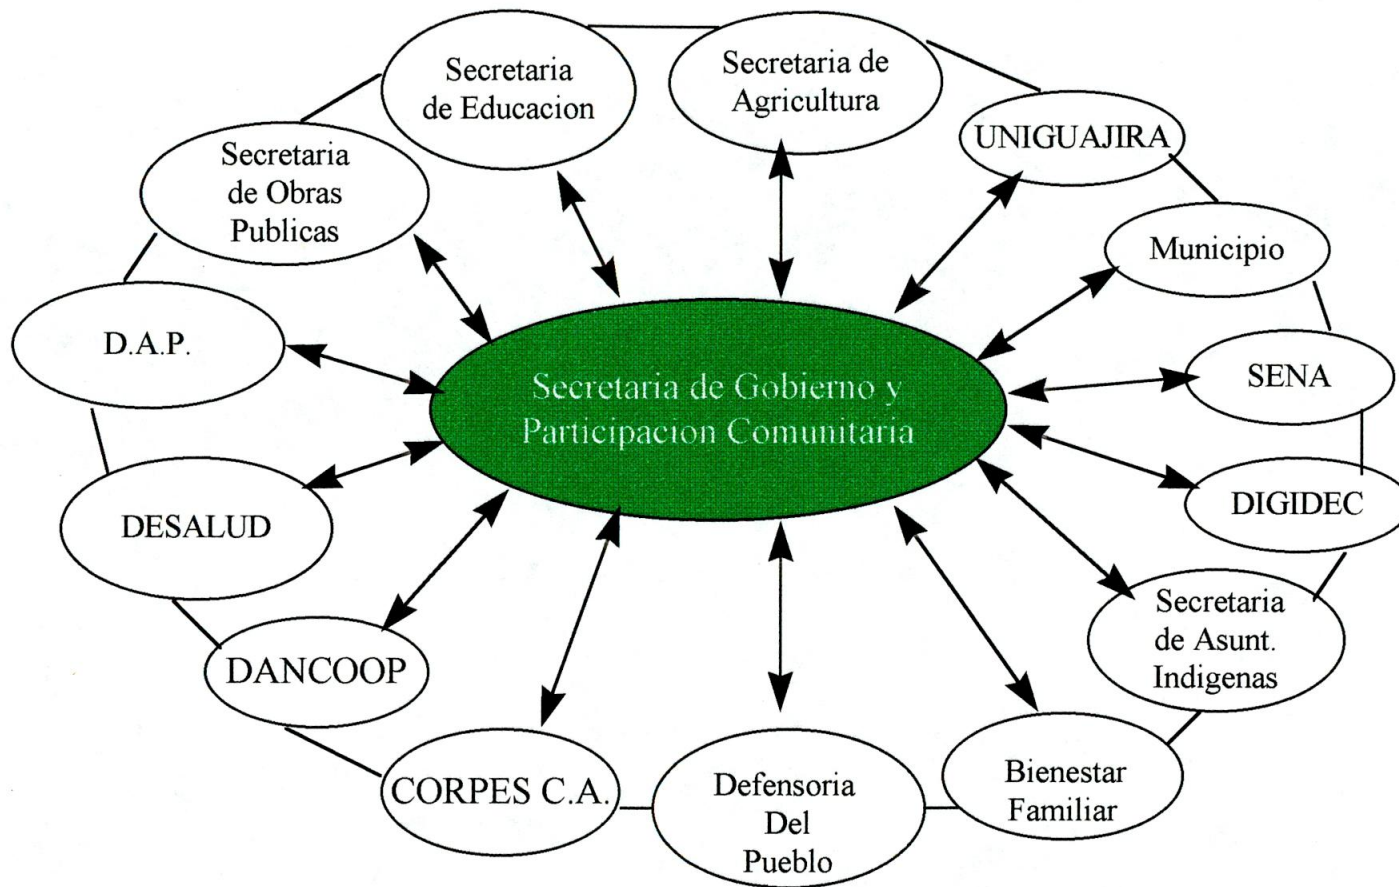 Secretaria
de Educacion
Secretaria de
Agricultura
UNIGUAJIRA
Secretaria
de Obras
Publicas
Municipio
D.A.P.
SENA
Secretaria de Gobierno y
Participacion Comunitaria
DESALUD
DIGIDEC
Secretaria
de Asunt.
Indigenas
DANCOOP
CORPES C.A.
Defensoria
Del
Pueblo
Bienestar
Familiar